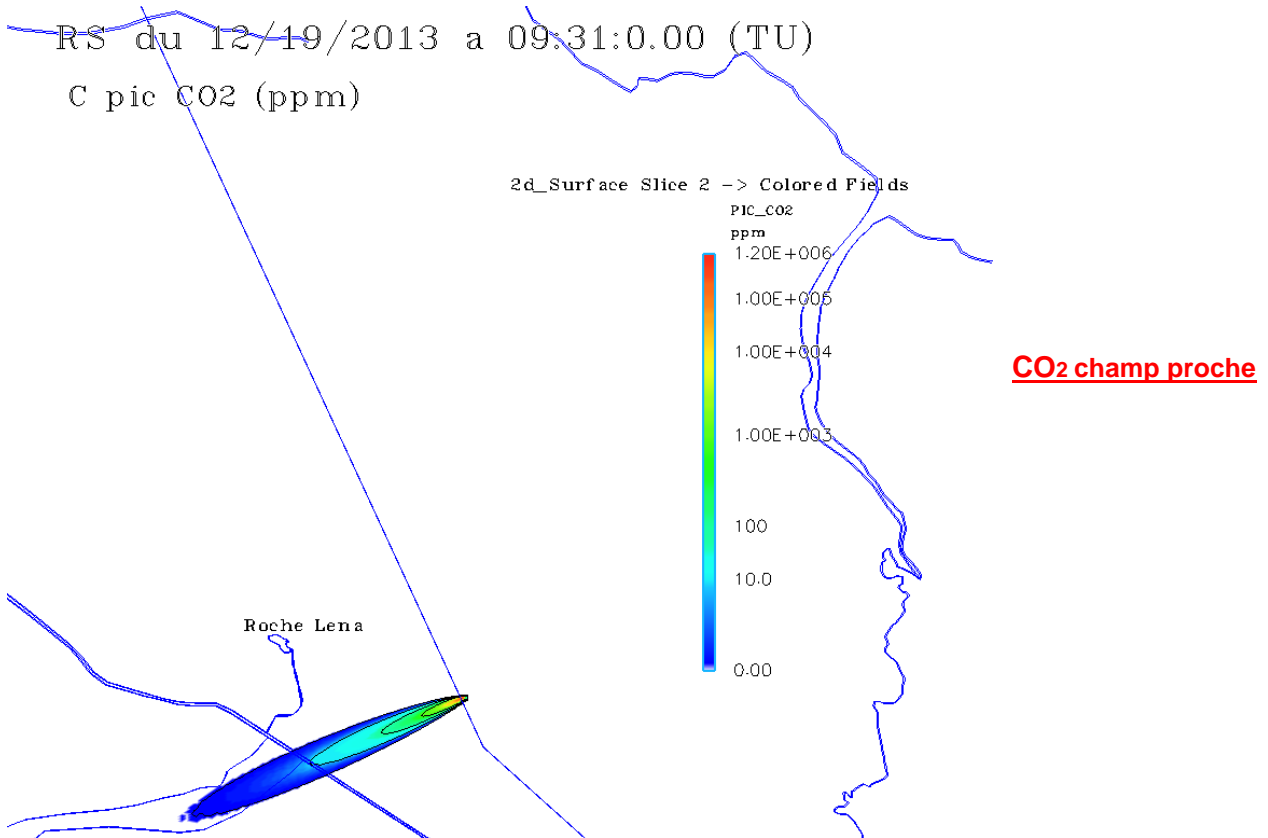 RS du 12/19/2013 a 09:31:0.00 (TU)
C pic CO2 (ppm)
2d_Surface Slice 2 -> Colored Fields
PIC_CO2
ppm
1.20E+006
1.00E+005
1.00E+004
CO2 champ proche
1.00E+003
100
10.0
Roche Lena
0.00